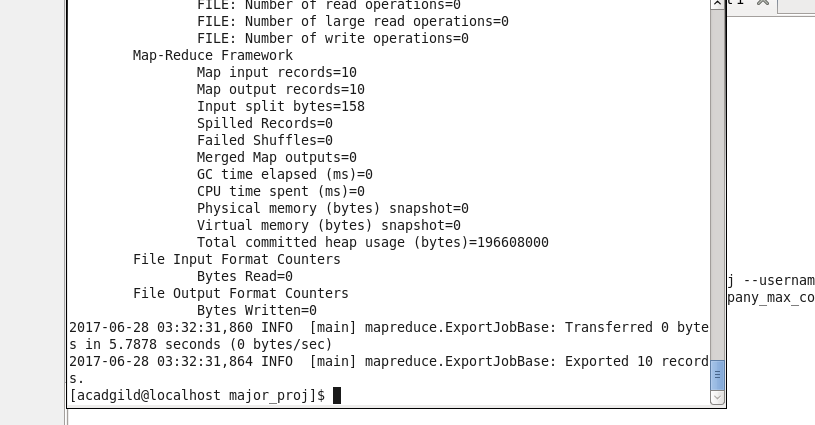 FILE: Number of read operations=0
FILE: Number of large read operations=0
FILE: Number of write operations=0
Map-Reduce Framework
Map input records=10
Map output records=10
Input split bytes=158
Spilled Records=0
Failed Shuffles=0
Merged Map outputs=0
GC time elapsed (ms)=0
CPU time spent (ms)=0
Physical memory (bytes) snapshot=0
Virtual memory (bytes) snapshot=0
Total committed heap usage (bytes)=196608000
File Input Format Counters
Bytes Read=0
File Output Format Counters
Bytes Written=0
2017-06-28 03:32:31,860 INFO  [main] mapreduce.ExportJobBase: Transferred 0 byte
s in 5.7878 seconds (0 bytes/sec)
2017-06-28 03:32:31,864 INFO  [main] mapreduce.ExportJobBase: Exported 10 record
s.
[acadgild@localhost major_proj]$
j --usernam
pany_max_co